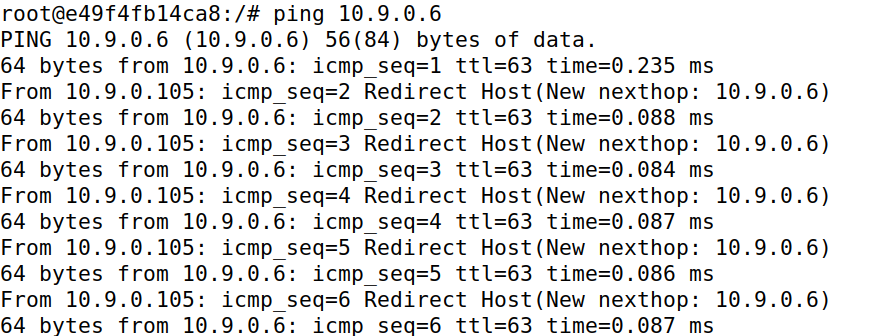 root@e49f4fb14ca8:/# ping 10.9.0.6
PING 10.9.0.6 (10.9.0.6) 56(84) bytes of data.
64 bytes from 10.9.0.6: icmp_seq=1 ttl=63 time=0.235 ms
From 10.9.0.105: icmp_seq=2 Redirect Host(New nexthop: 10.9.0.6)
64 bytes from 10.9.0.6: icmp_seq=2 ttl=63 time=0.088 ms
From 10.9.0.105: icmp_seq=3 Redirect Host(New nexthop: 10.9.0.6)
64 bytes from 10.9.0.6: icmp_seq=3 ttl=63 time=0.084 ms
From 10.9.0.105: icmp_seq=4 Redirect Host(New nexthop: 10.9.0.6)
64 bytes from 10.9.0.6: icmp_seq=4 ttl=63 time=0.087 ms
From 10.9.0.105: icmp_seq=5 Redirect Host(New nexthop: 10.9.0.6)
64 bytes from 10.9.0.6: icmp_seq=5 ttl=63 time=0.086 ms
From 10.9.0.105: icmp_seq=6 Redirect Host(New nexthop: 10.9.0.6)
64 bytes from 10.9.0.6: icmp_seq=6 ttl=63 time=0.087 ms